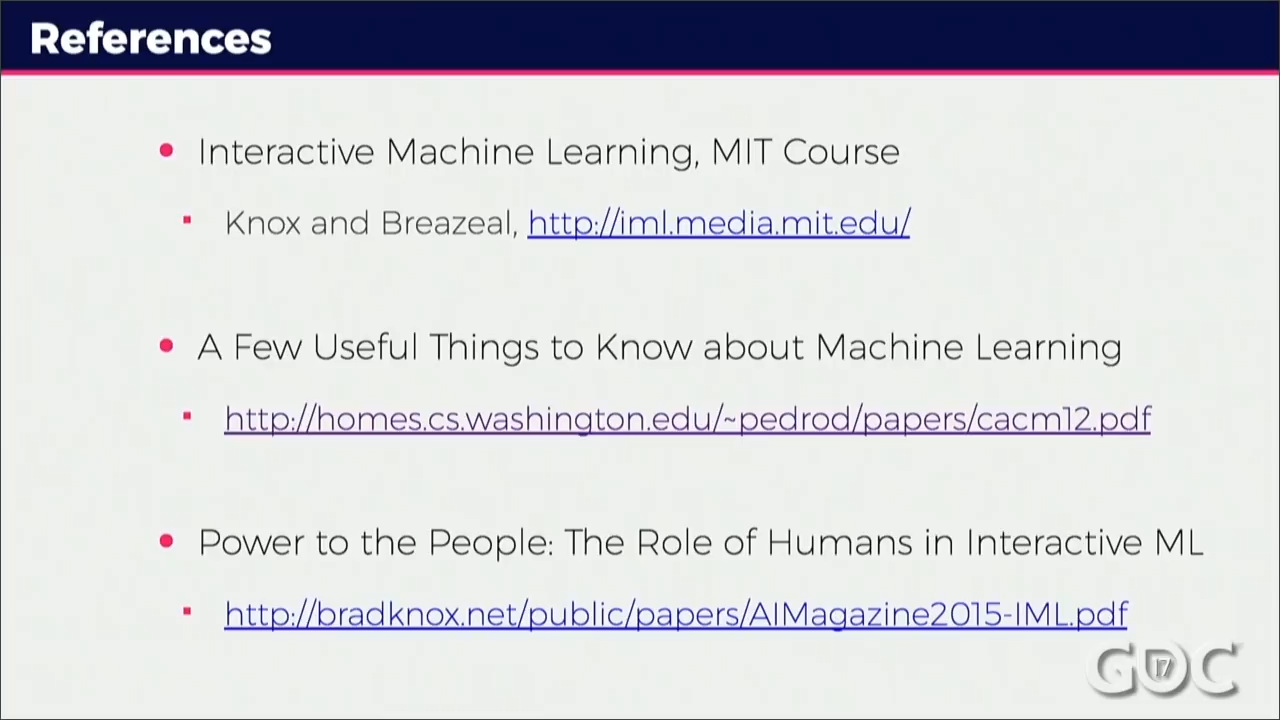 References
Interactive Machine Learning, MIT Course
Knox and Breazeal, http://iml.media.mit.edu/
A Few Useful Things to Know about Machine Learning
http://homes.cs.washington.edu/~pedrod/papers/cacm12.pdf
Power to the People: The Role of Humans in Interactive ML
http://bradknox.net/public/papers/AIMagazine2015-IML.pdf
GDC 17